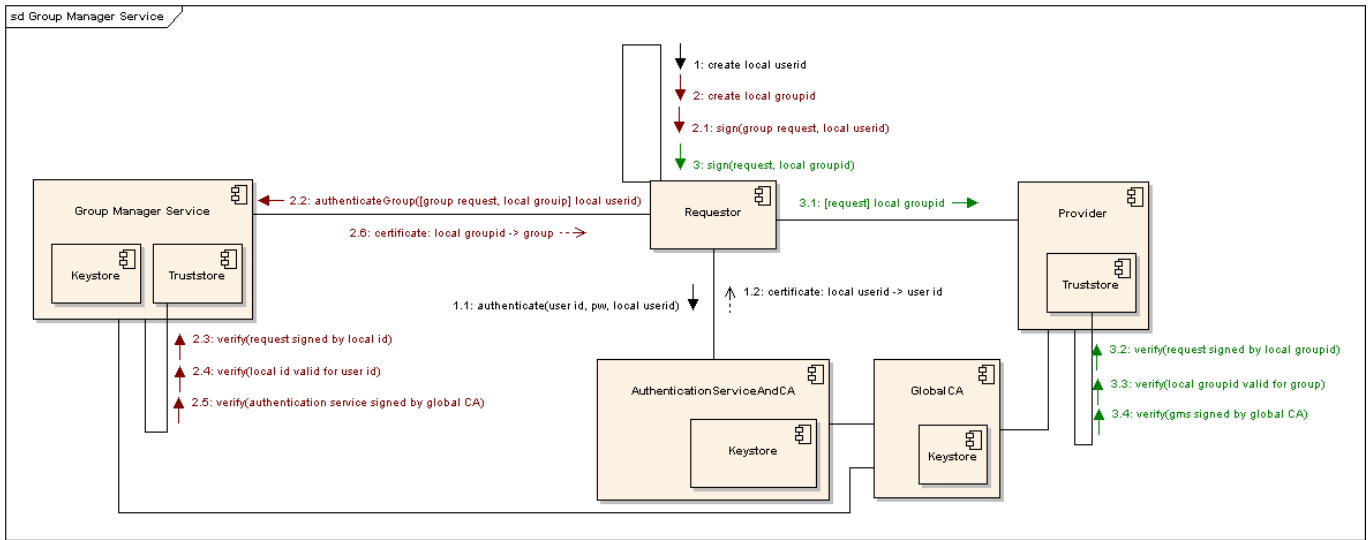 sd Group Manager Service
1: create local userid
2: create local groupid
2.1: sign(group request, local userid)
3: sign(request, local groupid)
Group Manager Service
Keystore
Truststore
2.2: authenticateGroup([group request, local grouip] local userid)
2.6: certificate: local groupid -> group
Requestor
3.1: [request] local groupid
Provider
Truststore
1.1: authenticate(user id, pw, local userid)
1.2: certificate: local userid -> user id
2.3: verify(request signed by local id)
2.4: verify(local id valid for user id)
2.5: verify(authentication service signed by global CA)
AuthenticationServiceAndCA
Keystore
GlobalCA
Keystore
3.2: verify(request signed by local groupid)
3.3: verify(local groupid valid for group)
3.4: verify(gms signed by global CA)